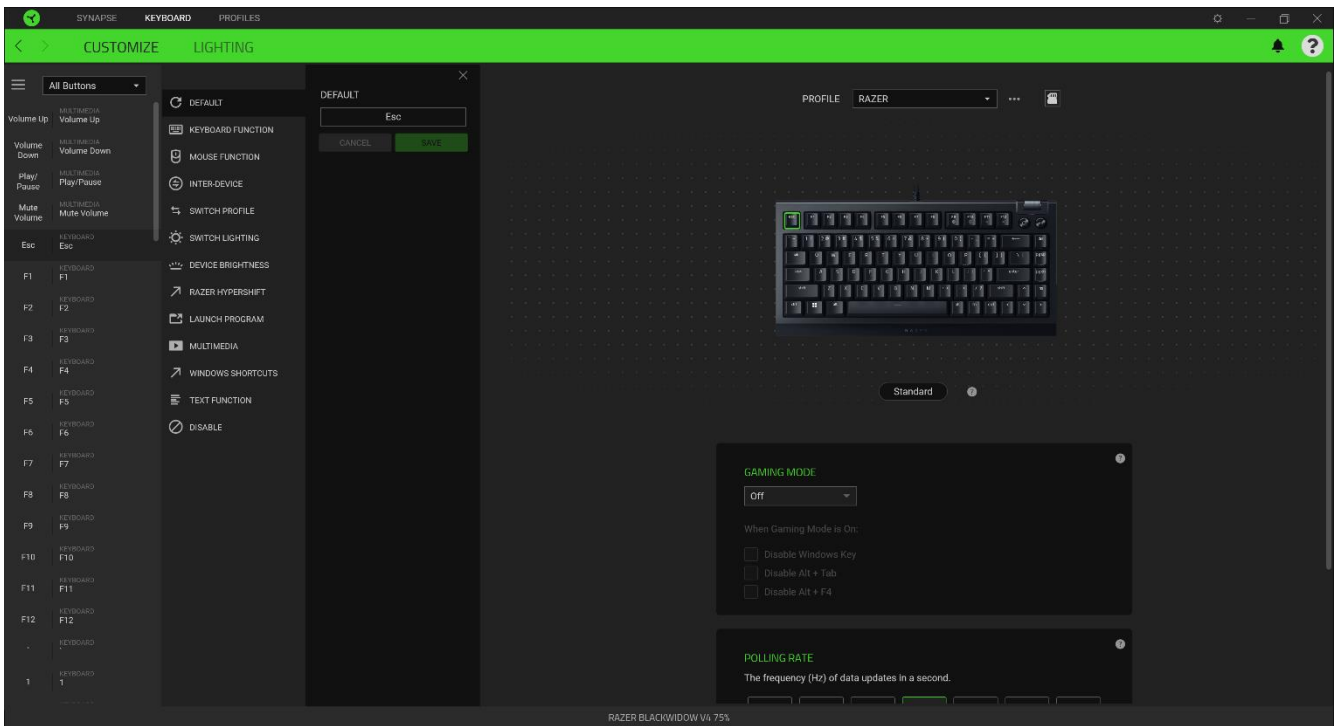 SYNAPSE KEYBOARD PROFILES
CUSTOMIZE LIGHTING
All Buttons
Volume Up MULTIMEDIA Volume Up
Volume Down MULTIMEDIA Volume Down
Play/Pause MULTIMEDIA Play/Pause
Mute Volume MULTIMEDIA Mute Volume
Esc KEYBOARD Esc
F1 KEYBOARD F1
F2 KEYBOARD F2
F3 KEYBOARD F3
F4 KEYBOARD F4
F5 KEYBOARD F5
F6 KEYBOARD F6
F7 KEYBOARD F7
F8 KEYBOARD F8
F9 KEYBOARD F9
F10 KEYBOARD F10
F11 KEYBOARD F11
F12 KEYBOARD F12
` KEYBOARD `
1 KEYBOARD 1
DEFAULT
KEYBOARD FUNCTION
MOUSE FUNCTION
INTER-DEVICE
SWITCH PROFILE
SWITCH LIGHTING
DEVICE BRIGHTNESS
RAZER HYPERSHIFT
LAUNCH PROGRAM
MULTIMEDIA
WINDOWS SHORTCUTS
TEXT FUNCTION
DISABLE
DEFAULT
Esc
CANCEL SAVE
PROFILE RAZER
Standard
GAMING MODE
Off
When Gaming Mode is On:
Disable Windows Key
Disable Alt + Tab
Disable Alt + F4
POLLING RATE
The frequency (Hz) of data updates in a second.
RAZER BLACKWIDOW V4 75%